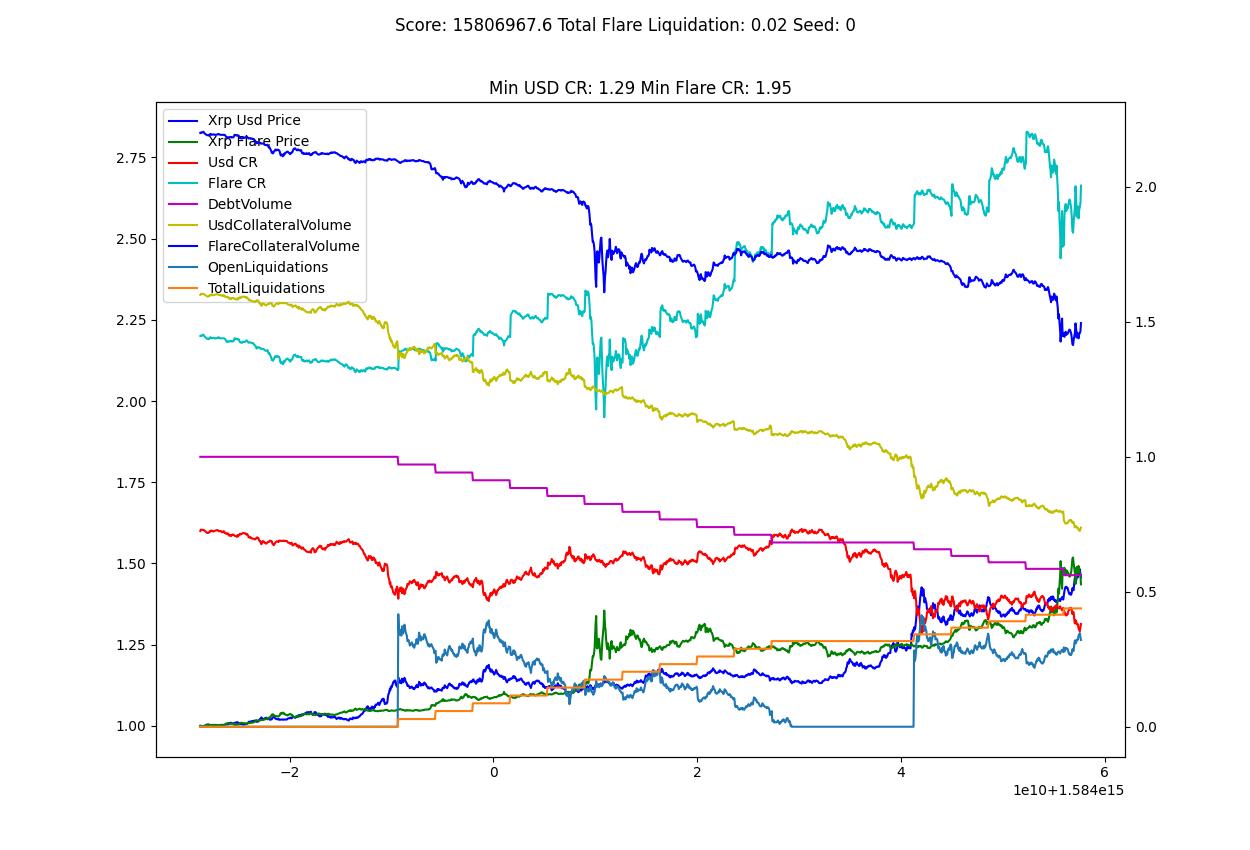 Score: 15806967.6 Total Flare Liquidation: 0.02 Seed: 0
Min USD CR: 1.29 Min Flare CR: 1.95
Xrp Usd Price
Xrp Flare Price
Usd CR
Flare CR
DebtVolume
UsdCollateralVolume
FlareCollateralVolume
OpenLiquidations
TotalLiquidations
2.75
2.50
2.25
2.00
1.75
1.50
1.25
1.00
2.0
1.5
1.0
0.5
0.0
−2
0
2
4
6
1e10+1.584e15